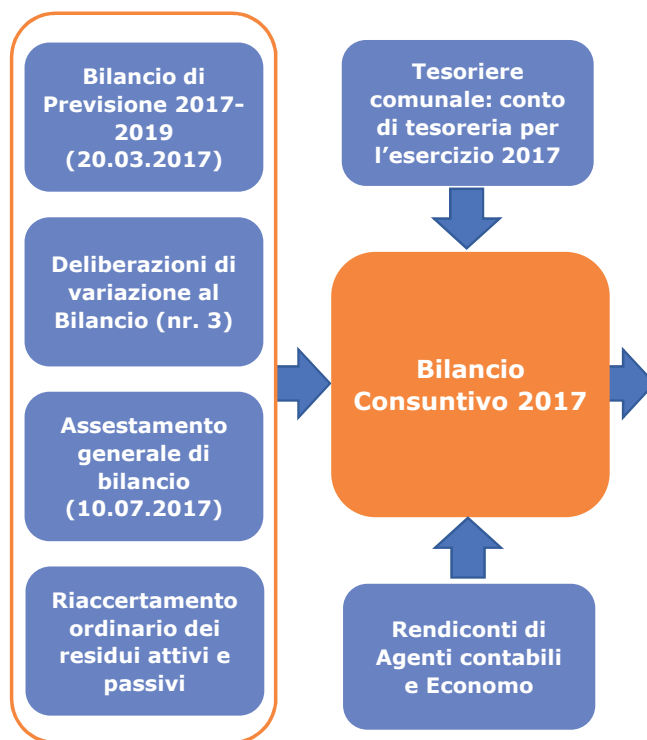 Bilancio di
Previsione 2017-
2019
(20.03.2017)
Deliberazioni di
variazione al
Bilancio (nr. 3)
Assestamento
generale di
bilancio
(10.07.2017)
Riaccertamento
ordinario dei
residui attivi e
passivi
Tesoriere
comunale: conto
di tesoreria per
l’esercizio 2017
Bilancio
Consuntivo 2017
Rendiconti di
Agenti contabili
e Economo